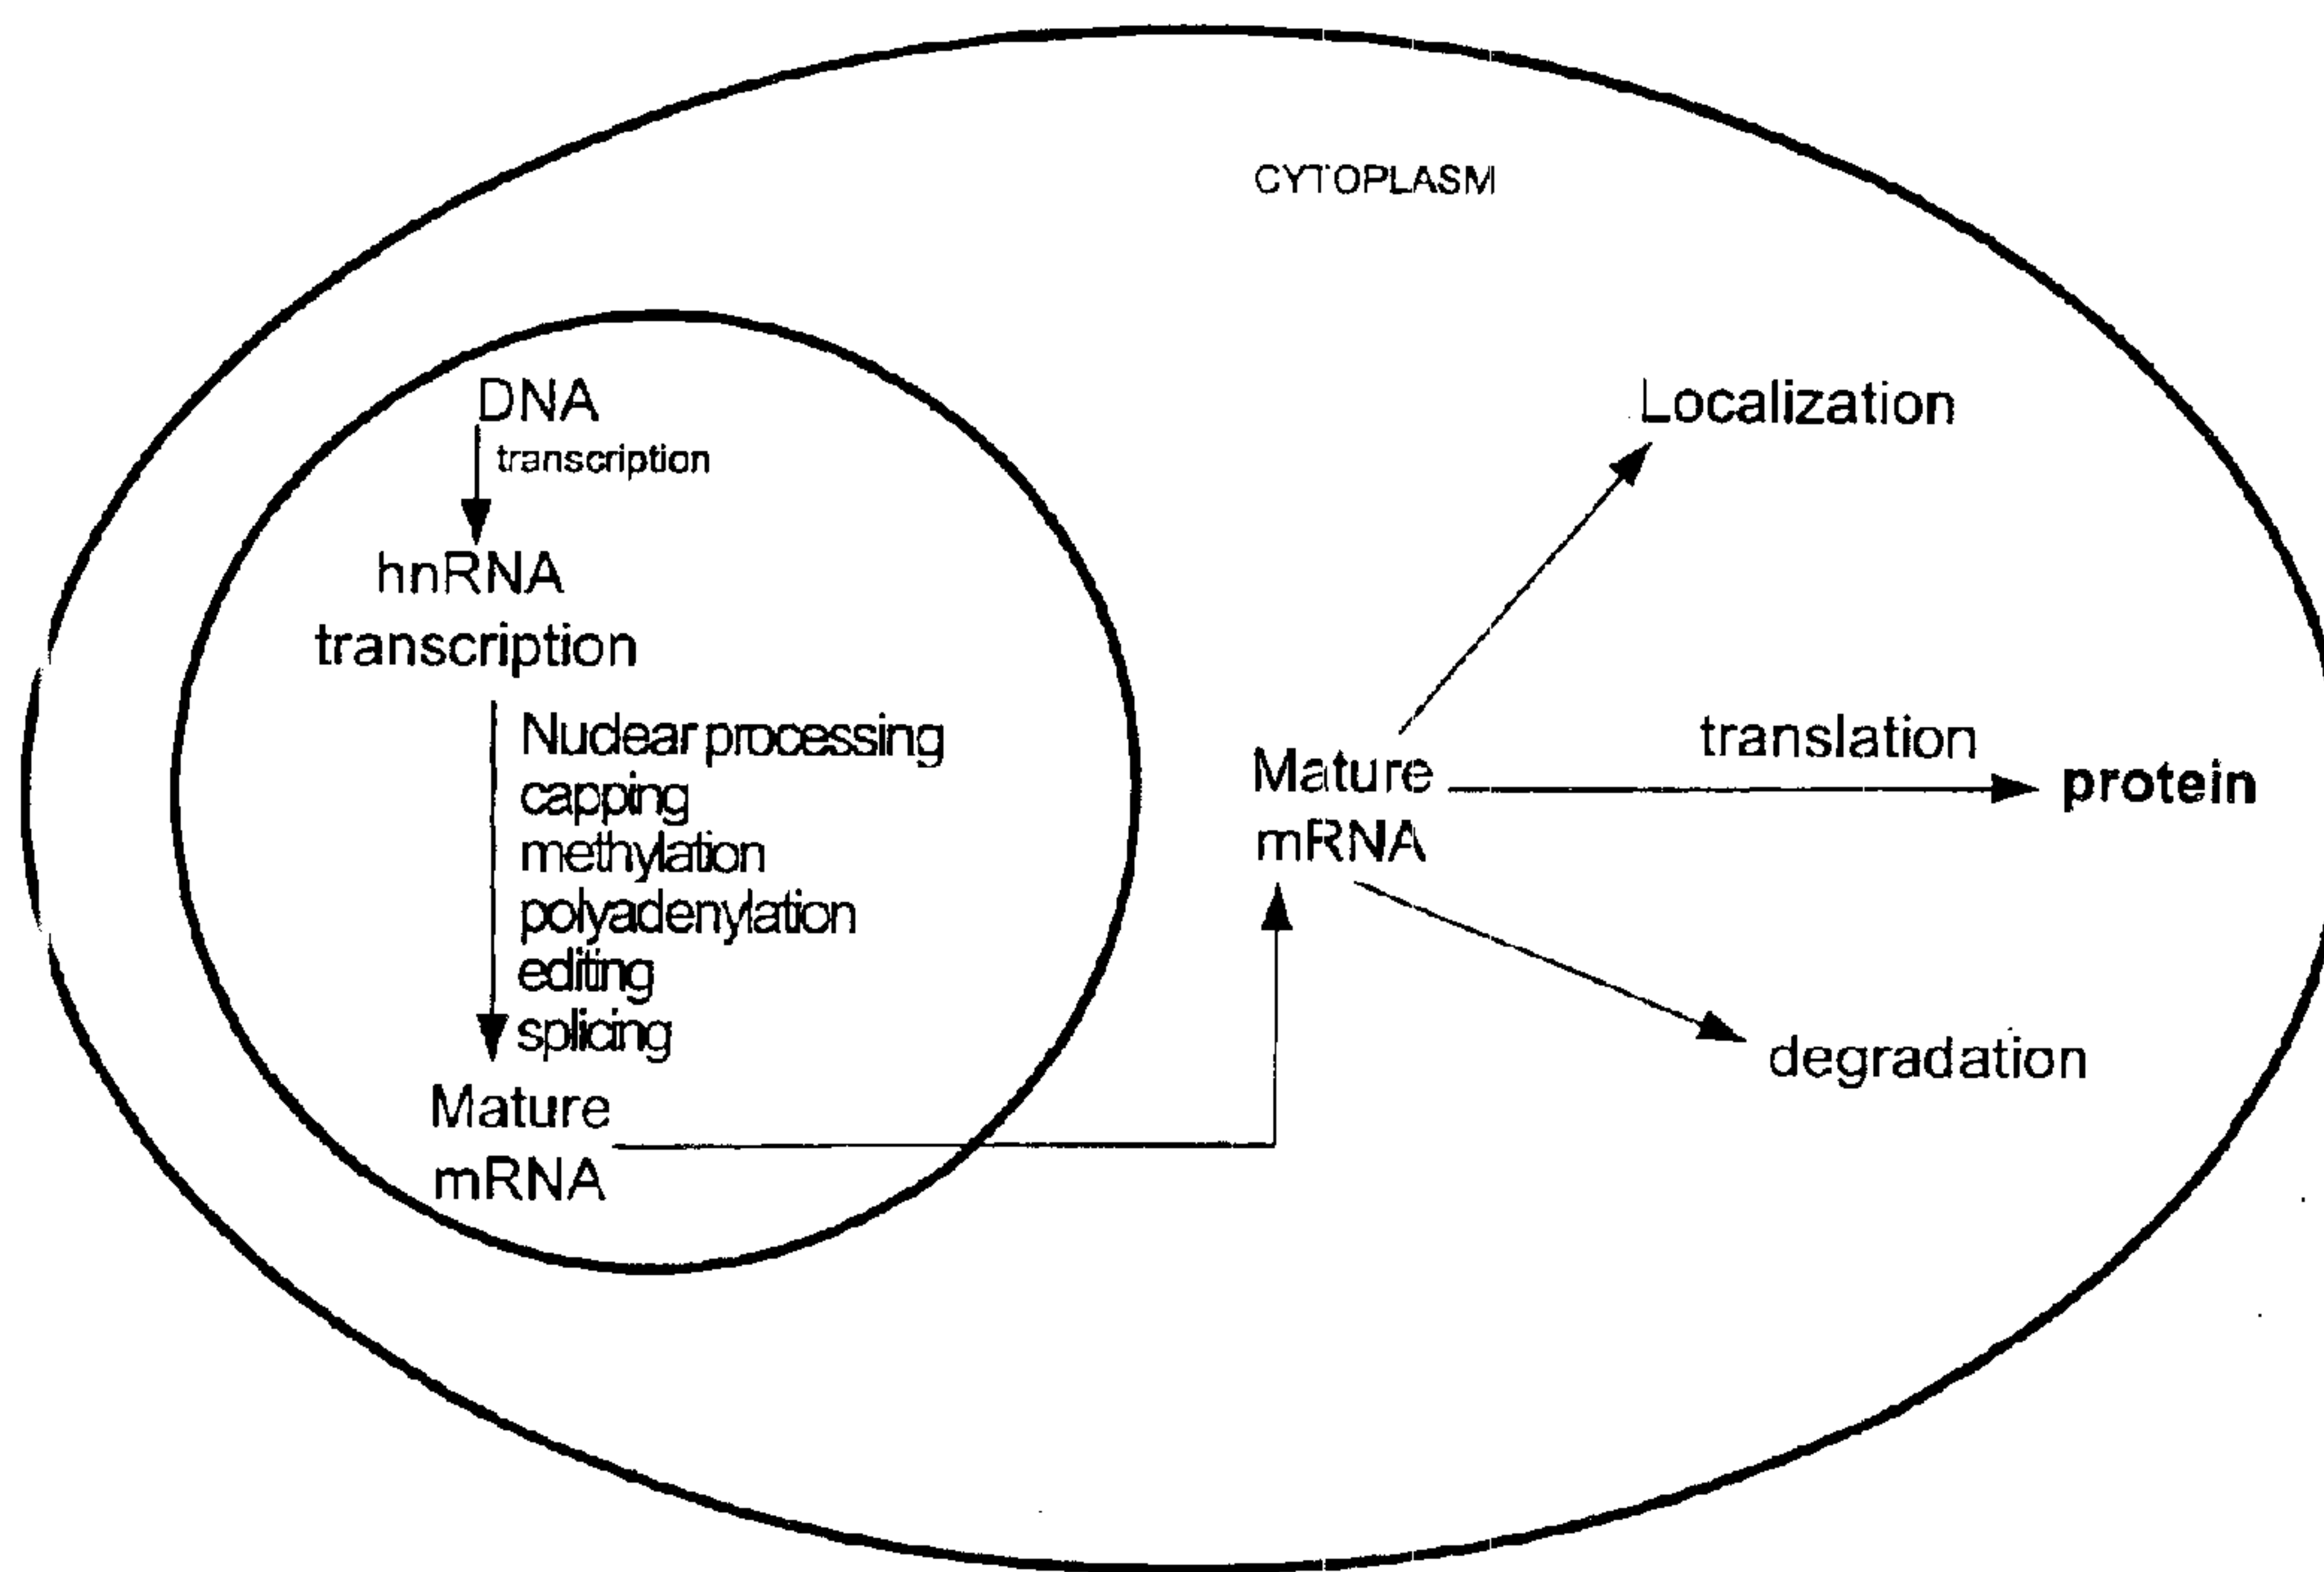 CYTOPLASM
DNA
transcription
hnRNA
transcription
Nuclear processing
capping
methylation
polyadenylation
editing
splicing
Mature
mRNA
Mature
mRNA
Localization
translation
protein
degradation